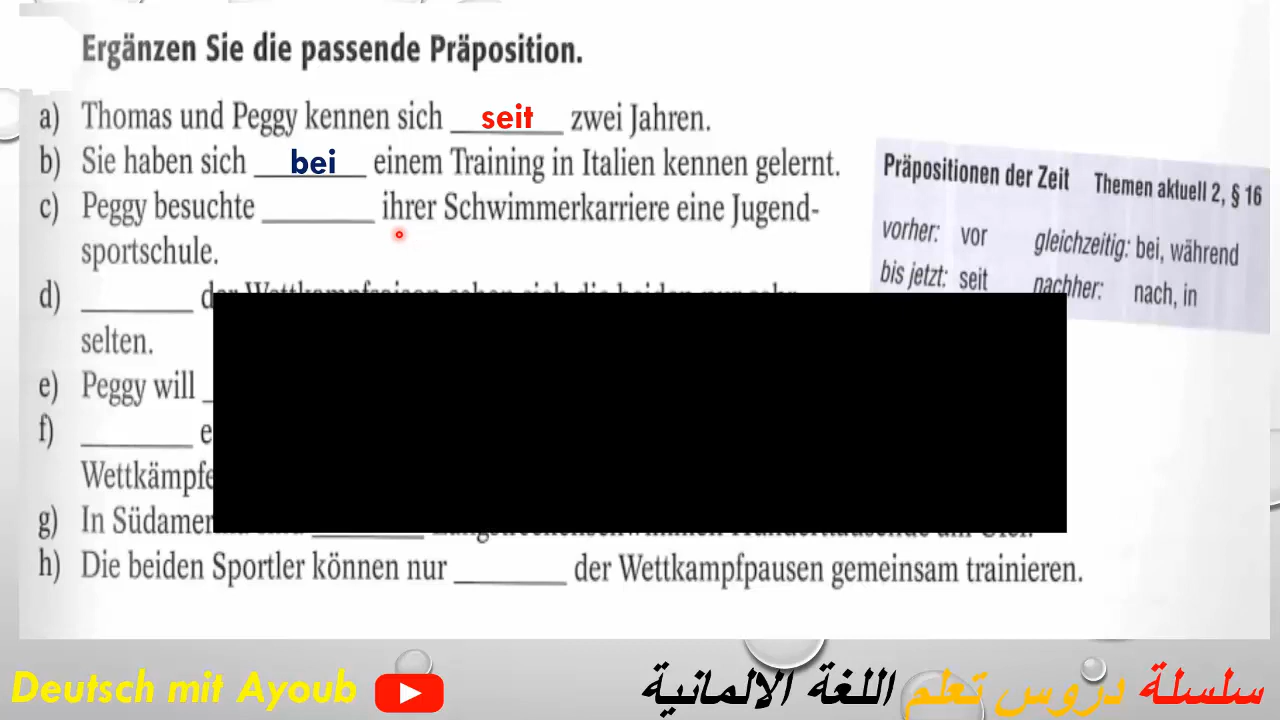 Ergänzen Sie die passende Präposition.
a) Thomas und Peggy kennen sich seit zwei Jahren.
b) Sie haben sich bei einem Training in Italien kennen gelernt.
c) Peggy besuchte ________ ihrer Schwimmerkarriere eine Jugend-
sportschule.
Präpositionen der Zeit Themen aktuell 2, § 16
vorher: vor gleichzeitig: bei, während
bis jetzt: seit nachher: nach, in
d) ________
selten.
e) Peggy will
f) ________
Wettkämpfe
g) In Südamer
h) Die beiden Sportler können nur ________ der Wettkampfpausen gemeinsam trainieren.
Deutsch mit Ayoub
سلسلة دروس تعلم اللغة الالمانية